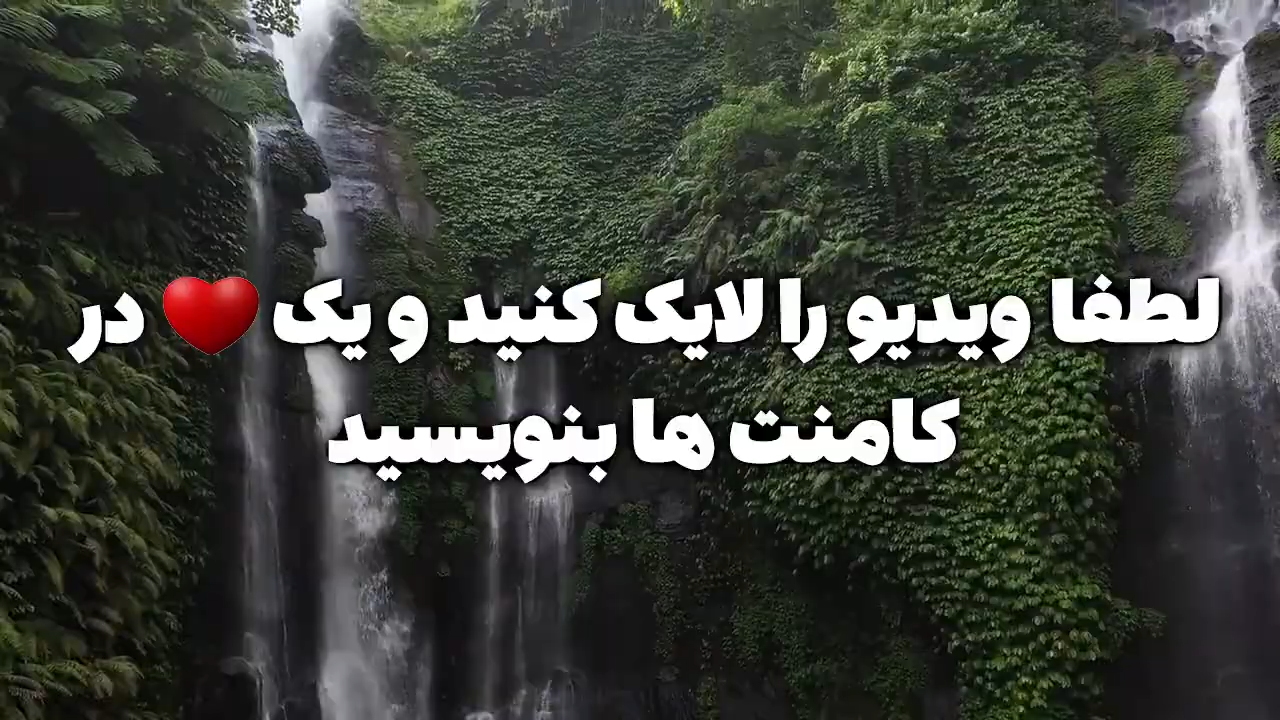 لطفا ویدیو را لایک کنید و یک ❤️ در
کامنت ها بنویسید